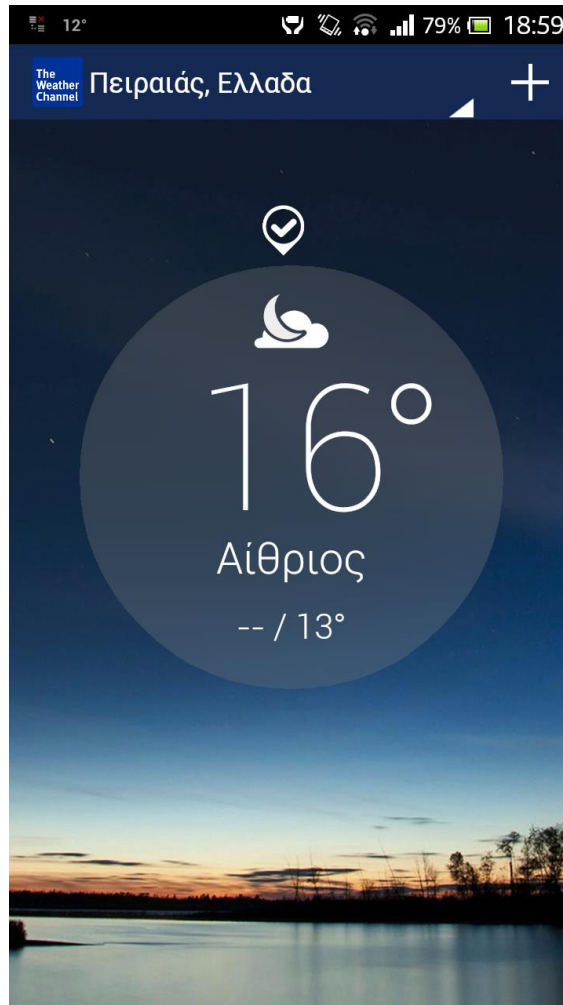 12° 79% 18:59
The
Weather
Channel
Πειραιάς, Ελλαδα
16°
Αίθριος
-- / 13°